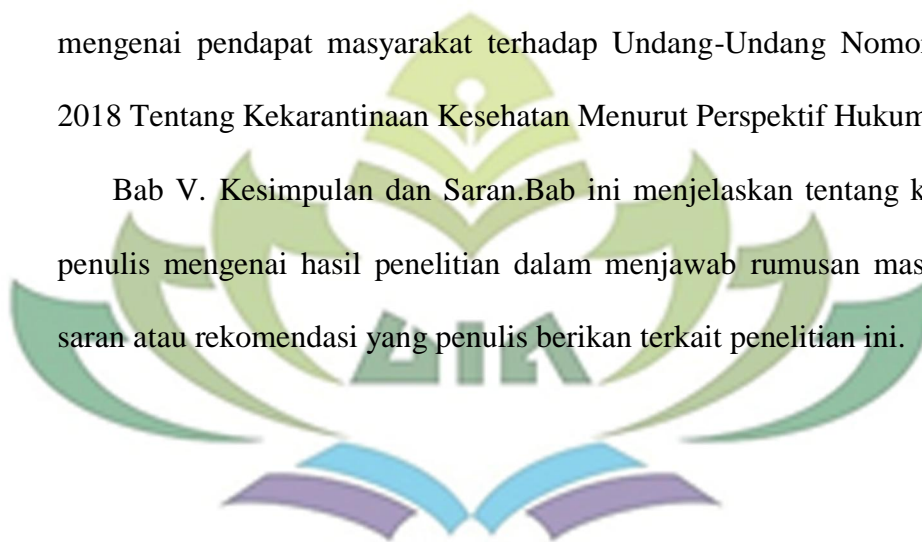 mengenai pendapat masyarakat terhadap Undang-Undang Nomor
2018 Tentang Kekarantinaan Kesehatan Menurut Perspektif Hukum
Bab V. Kesimpulan dan Saran.Bab ini menjelaskan tentang k
penulis mengenai hasil penelitian dalam menjawab rumusan mas
saran atau rekomendasi yang penulis berikan terkait penelitian ini.